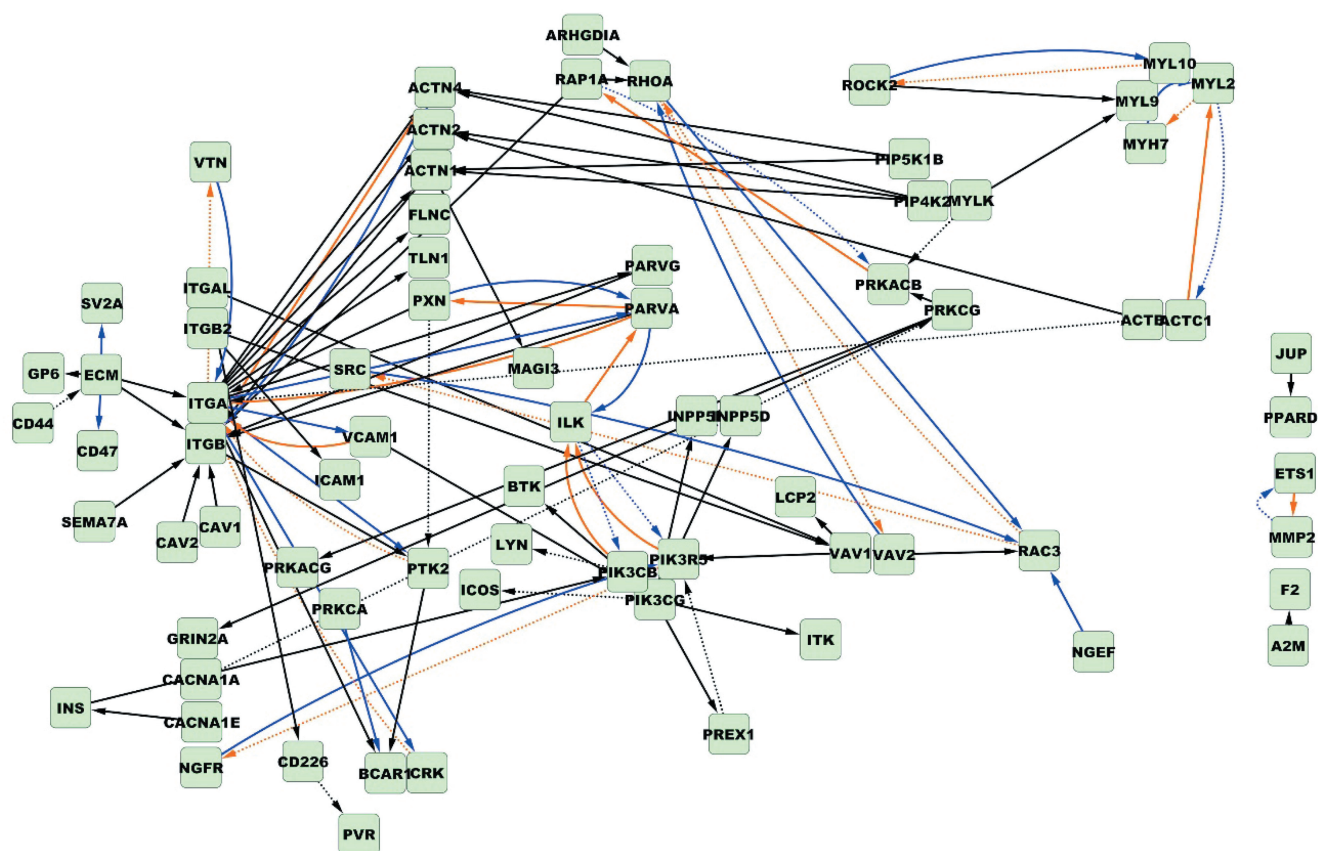 ARHGDIA
RAP1A
RHOA
ROCK2
MYL10
MYL2
MYL9
MYH7
ACTN4
ACTN2
ACTN1
FLNC
TLN1
PXN
VTN
PIP5K1B
PIP4K2
MYLK
PARVG
PARVA
PRKACB
PRKCG
ACTB
ACTC1
ITGAL
ITGB2
SV2A
GP6
ECM
CD44
CD47
ITGA
ITGB
SRC
MAGI3
JUP
PPARD
VCAM1
ICAM1
ILK
INPP5
INPP5D
BTK
LCP2
ETS1
MMP2
SEMA7A
CAV2
CAV1
LYN
VAV1
VAV2
RAC3
PRKACG
PTK2
PIK3CB
PIK3R5
PIK3CG
ICOS
PRKCA
F2
A2M
GRIN2A
ITK
NGEF
CACNA1A
INS
CACNA1E
PREX1
NGFR
CD226
BCAR1
CRK
PVR